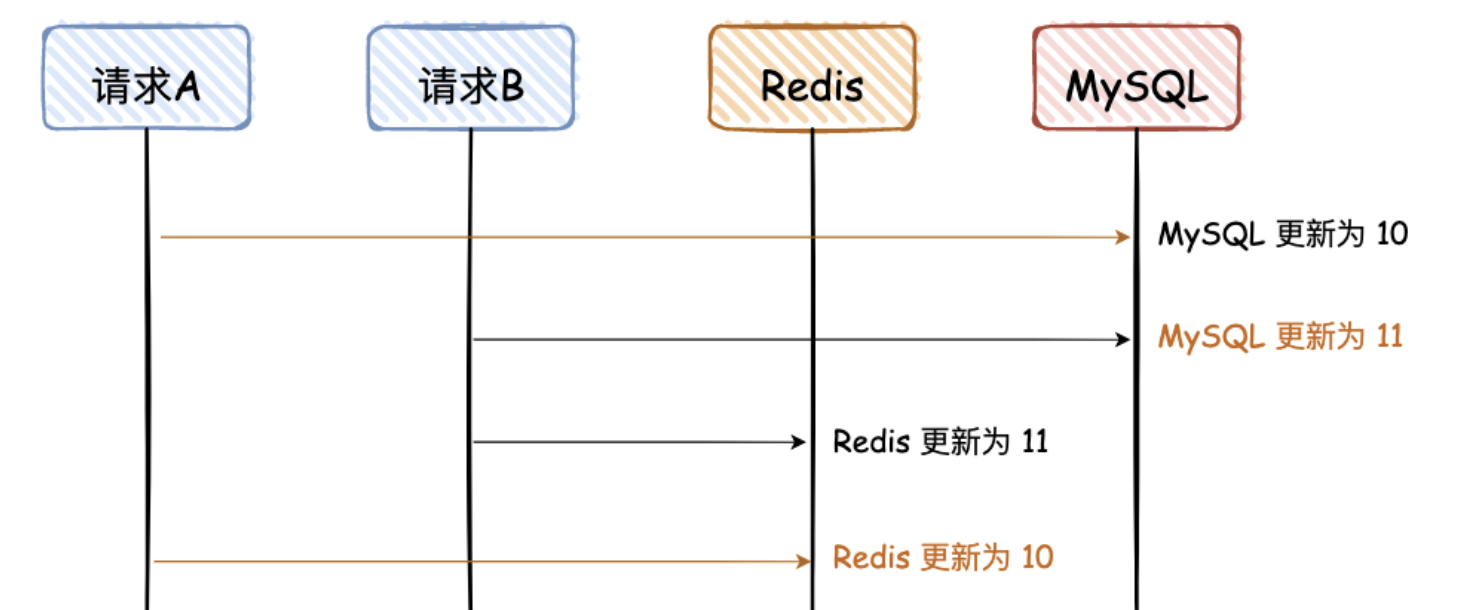 请求A
请求B
Redis
MySQL
MySQL 更新为 10
MySQL 更新为 11
Redis 更新为 11
Redis 更新为 10